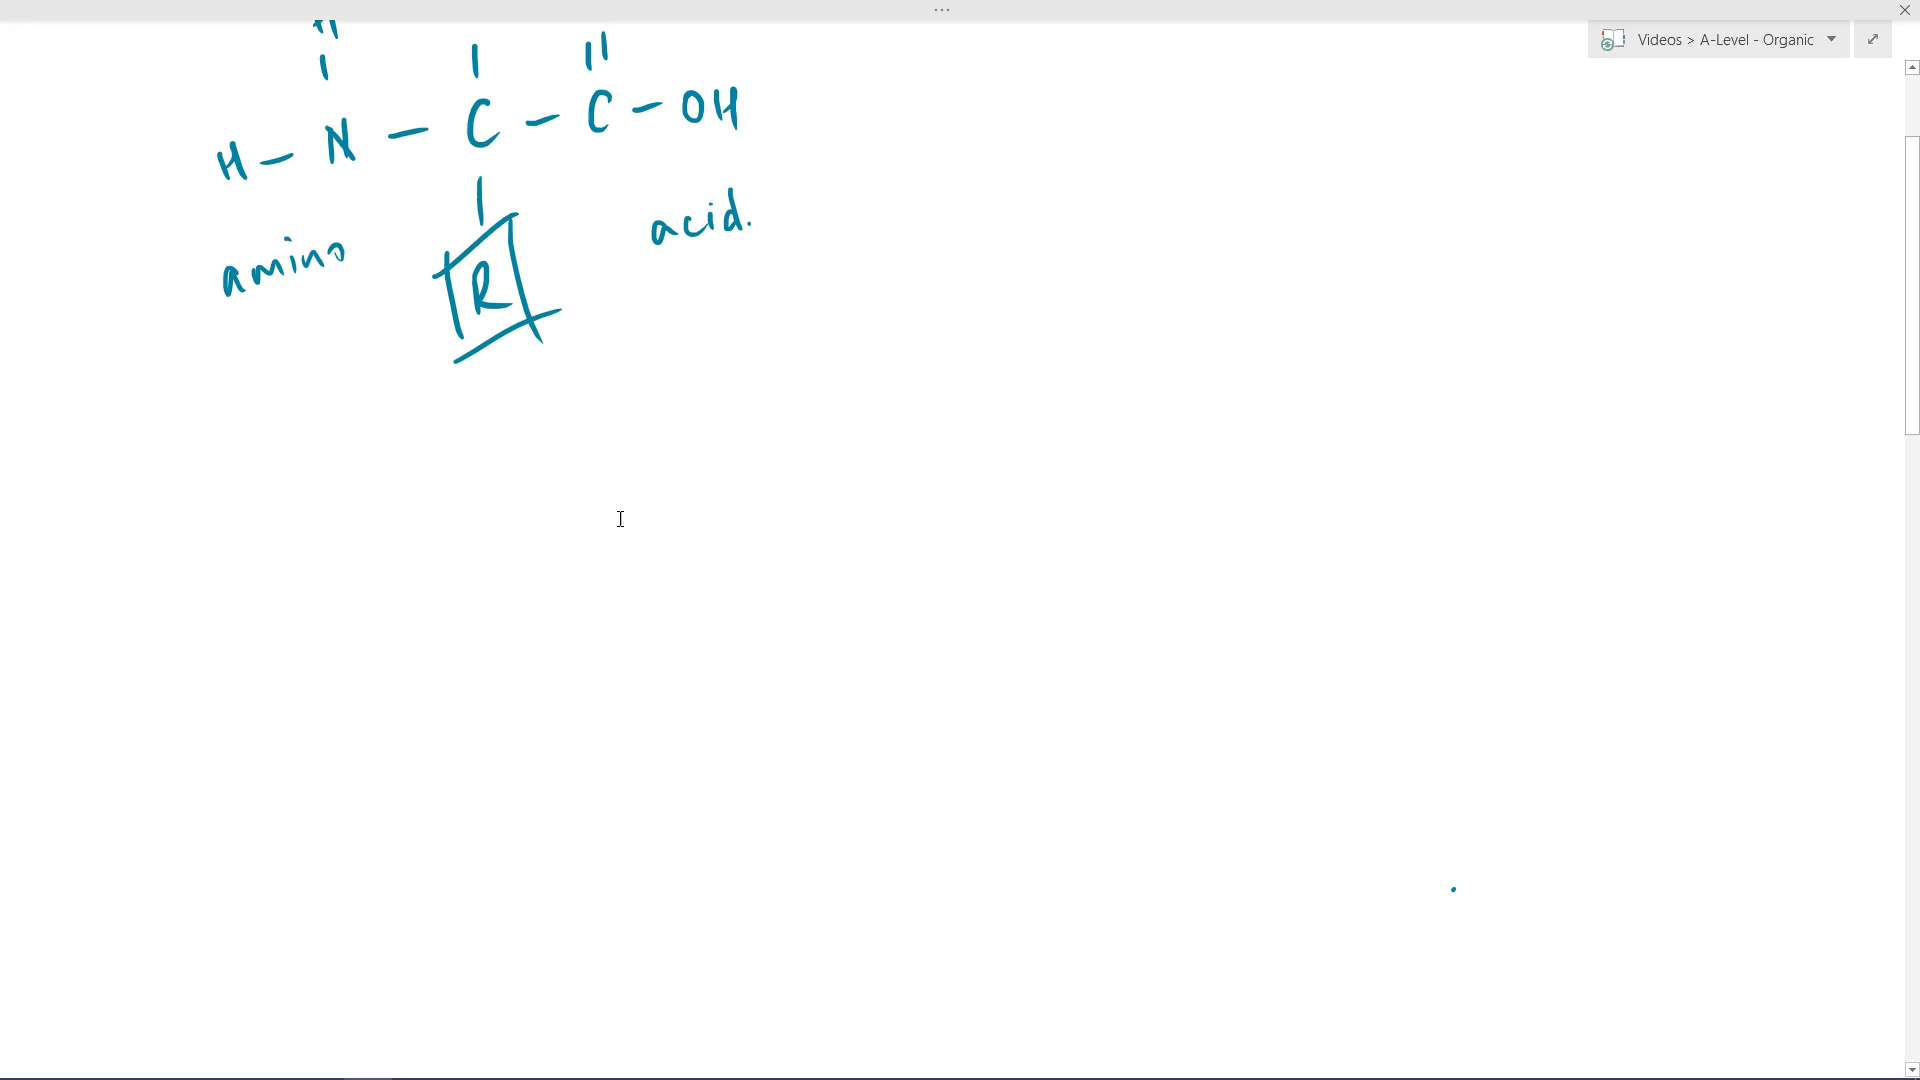 Videos > A-Level - Organic
H
H - N - C - C - OH
acid.
amino
R